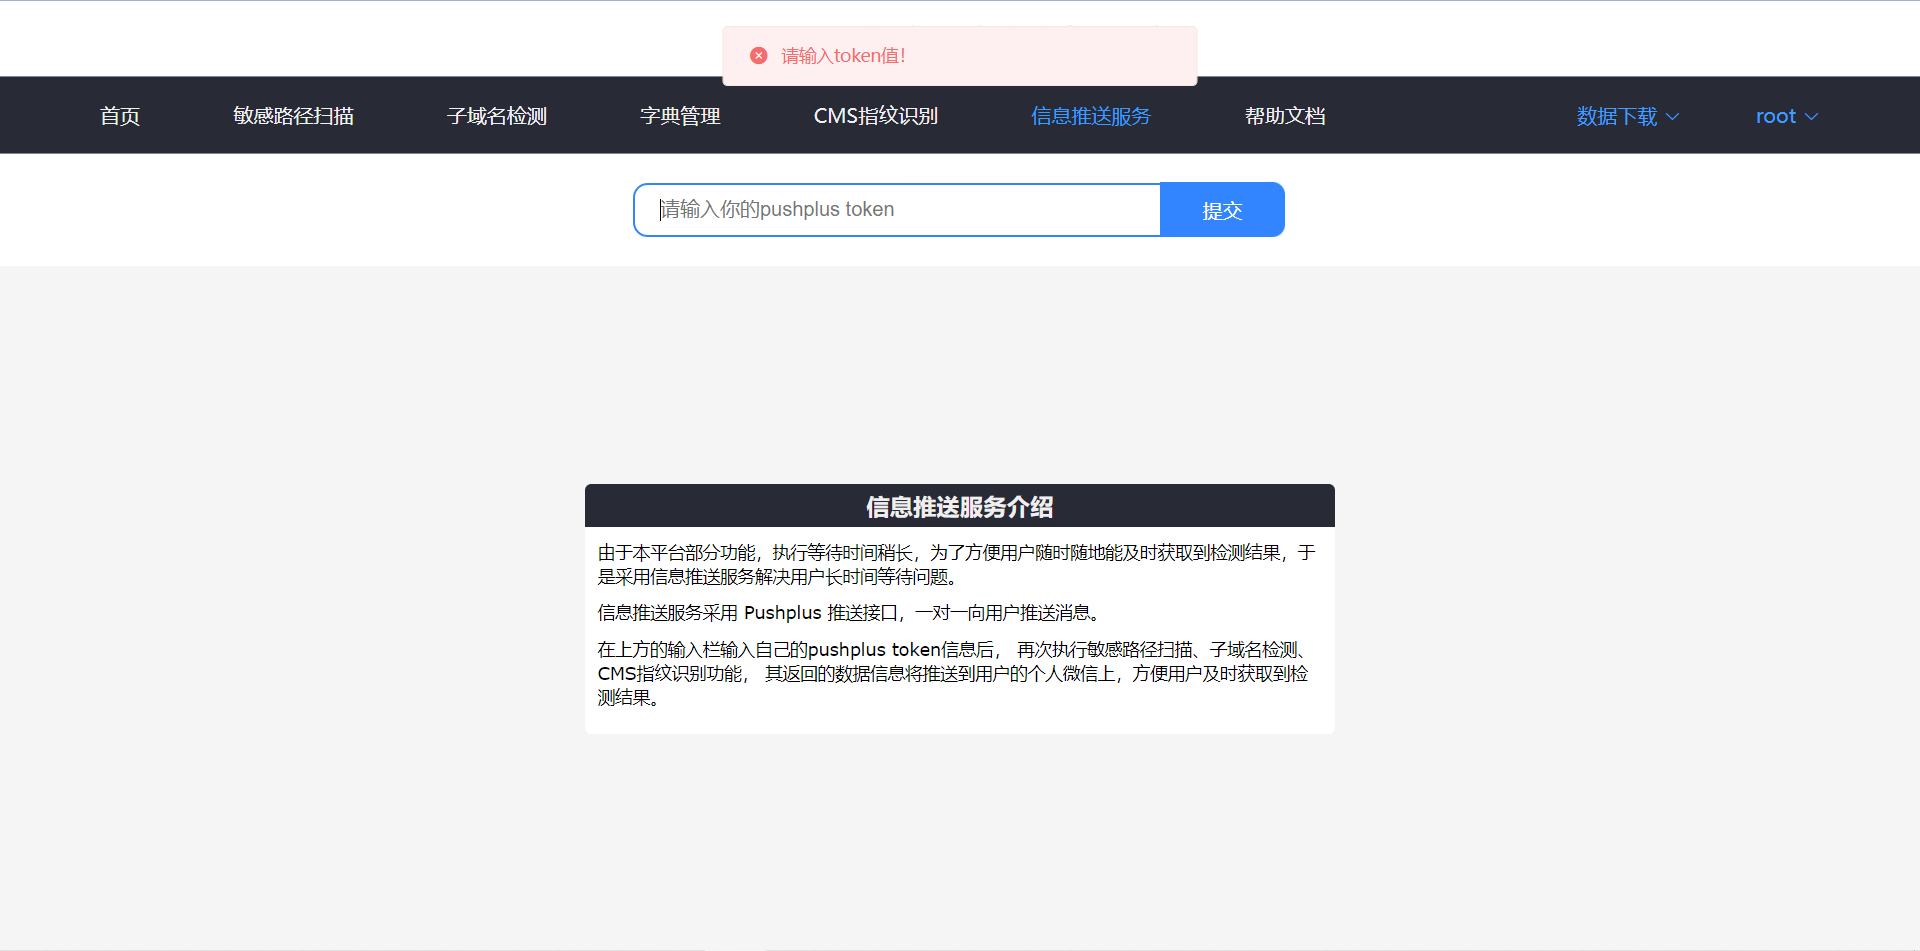 请输入token值！
首页 敏感路径扫描 子域名检测 字典管理 CMS指纹识别 信息推送服务 帮助文档 数据下载 root
请输入你的pushplus token 提交
信息推送服务介绍
由于本平台部分功能，执行等待时间稍长，为了方便用户随时随地能及时获取到检测结果，于
是采用信息推送服务解决用户长时间等待问题。
信息推送服务采用 Pushplus 推送接口，一对一向用户推送消息。
在上方的输入栏输入自己的pushplus token信息后， 再次执行敏感路径扫描、子域名检测、
CMS指纹识别功能， 其返回的数据信息将推送到用户的个人微信上，方便用户及时获取到检
测结果。